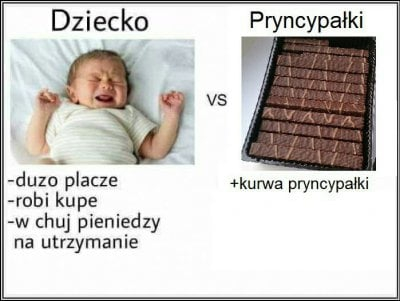 Dziecko
VS
Pryncypałki
-duzo placze
-robi kupe
-w chuj pieniedzy
na utrzymanie
+kurwa pryncypałki